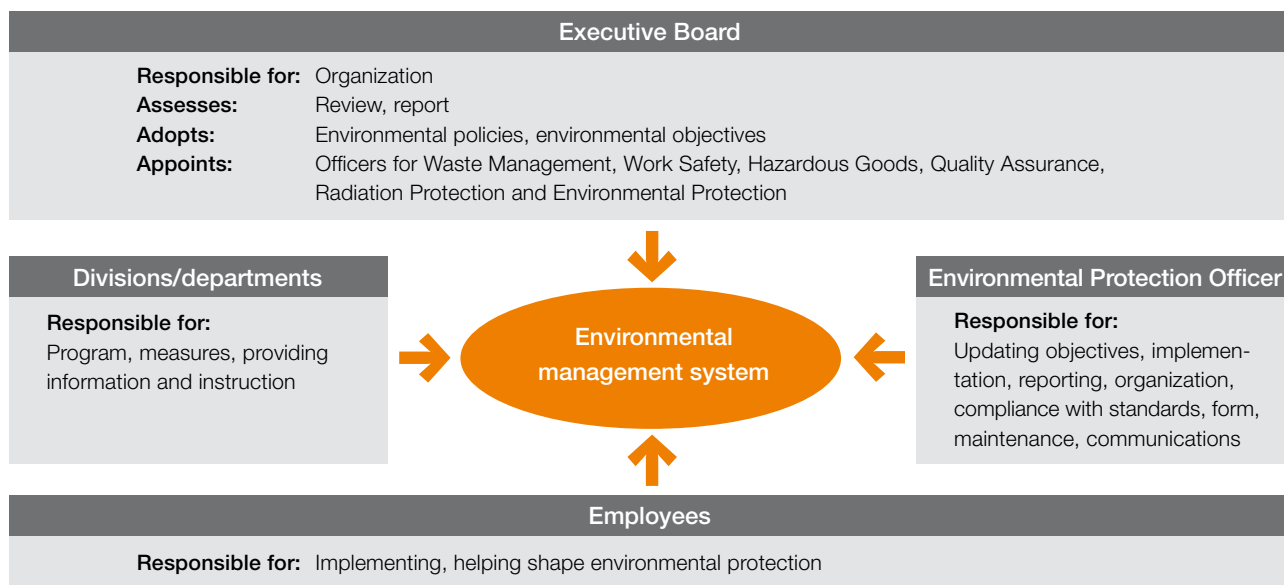 Executive Board
Responsible for: Organization
Assesses: Review, report
Adopts: Environmental policies, environmental objectives
Appoints: Officers for Waste Management, Work Safety, Hazardous Goods, Quality Assurance,
Radiation Protection and Environmental Protection
Divisions/departments
Responsible for:
Program, measures, providing
information and instruction
Environmental
management system
Environmental Protection Officer
Responsible for:
Updating objectives, implemen-
tation, reporting, organization,
compliance with standards, form,
maintenance, communications
Employees
Responsible for: Implementing, helping shape environmental protection